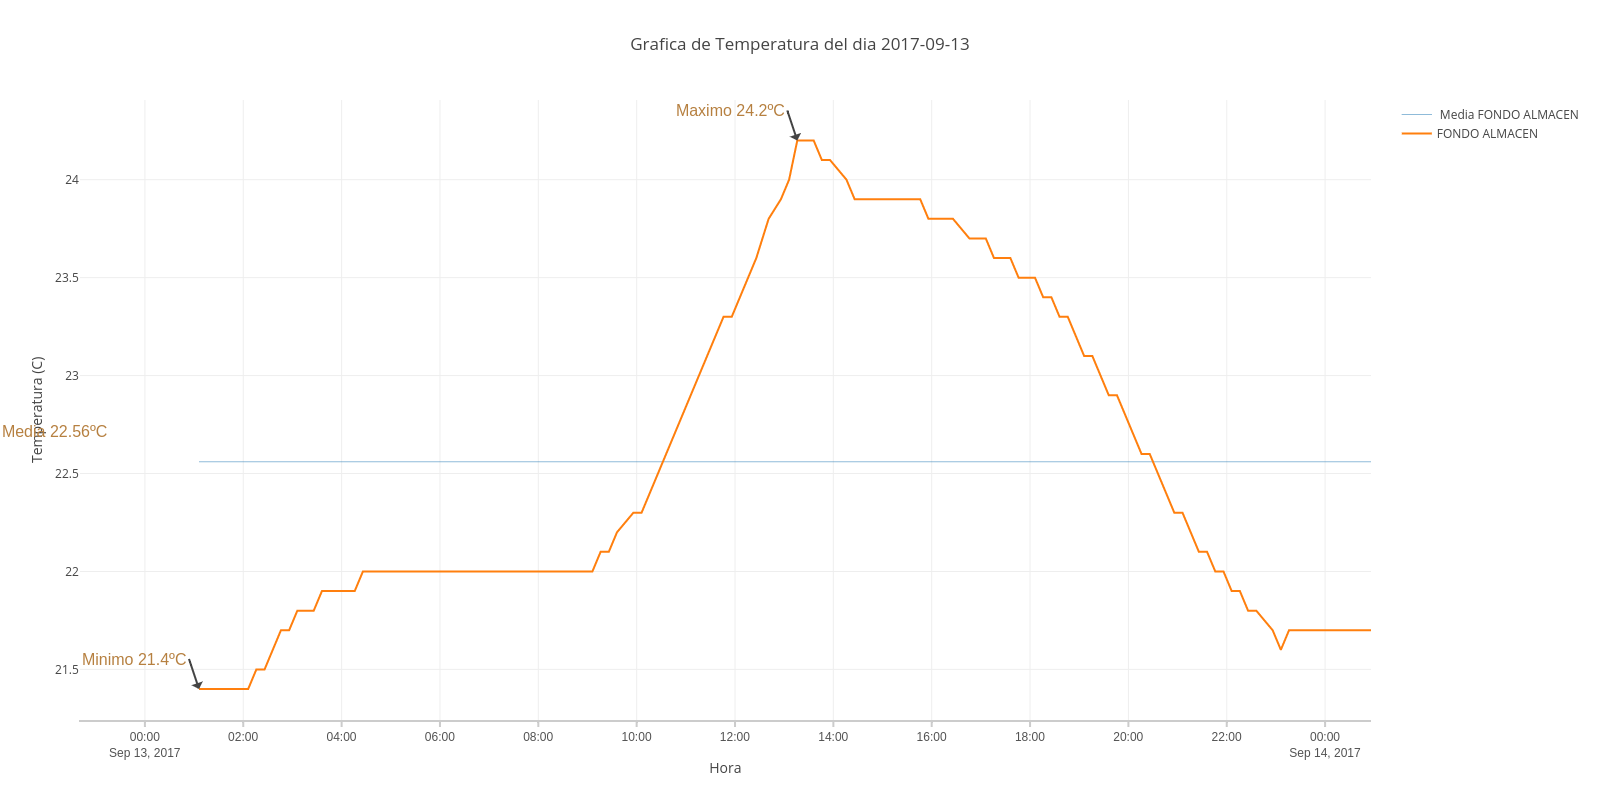 Grafica de Temperatura del dia 2017-09-13
Maximo 24.2ºC
Media FONDO ALMACEN
FONDO ALMACEN
24
23.5
23
Temperatura (C)
Media 22.56ºC
22.5
22
Minimo 21.4ºC
21.5
00:00 02:00 04:00 06:00 08:00 10:00 12:00 14:00 16:00 18:00 20:00 22:00 00:00
Sep 13, 2017 Sep 14, 2017
Hora